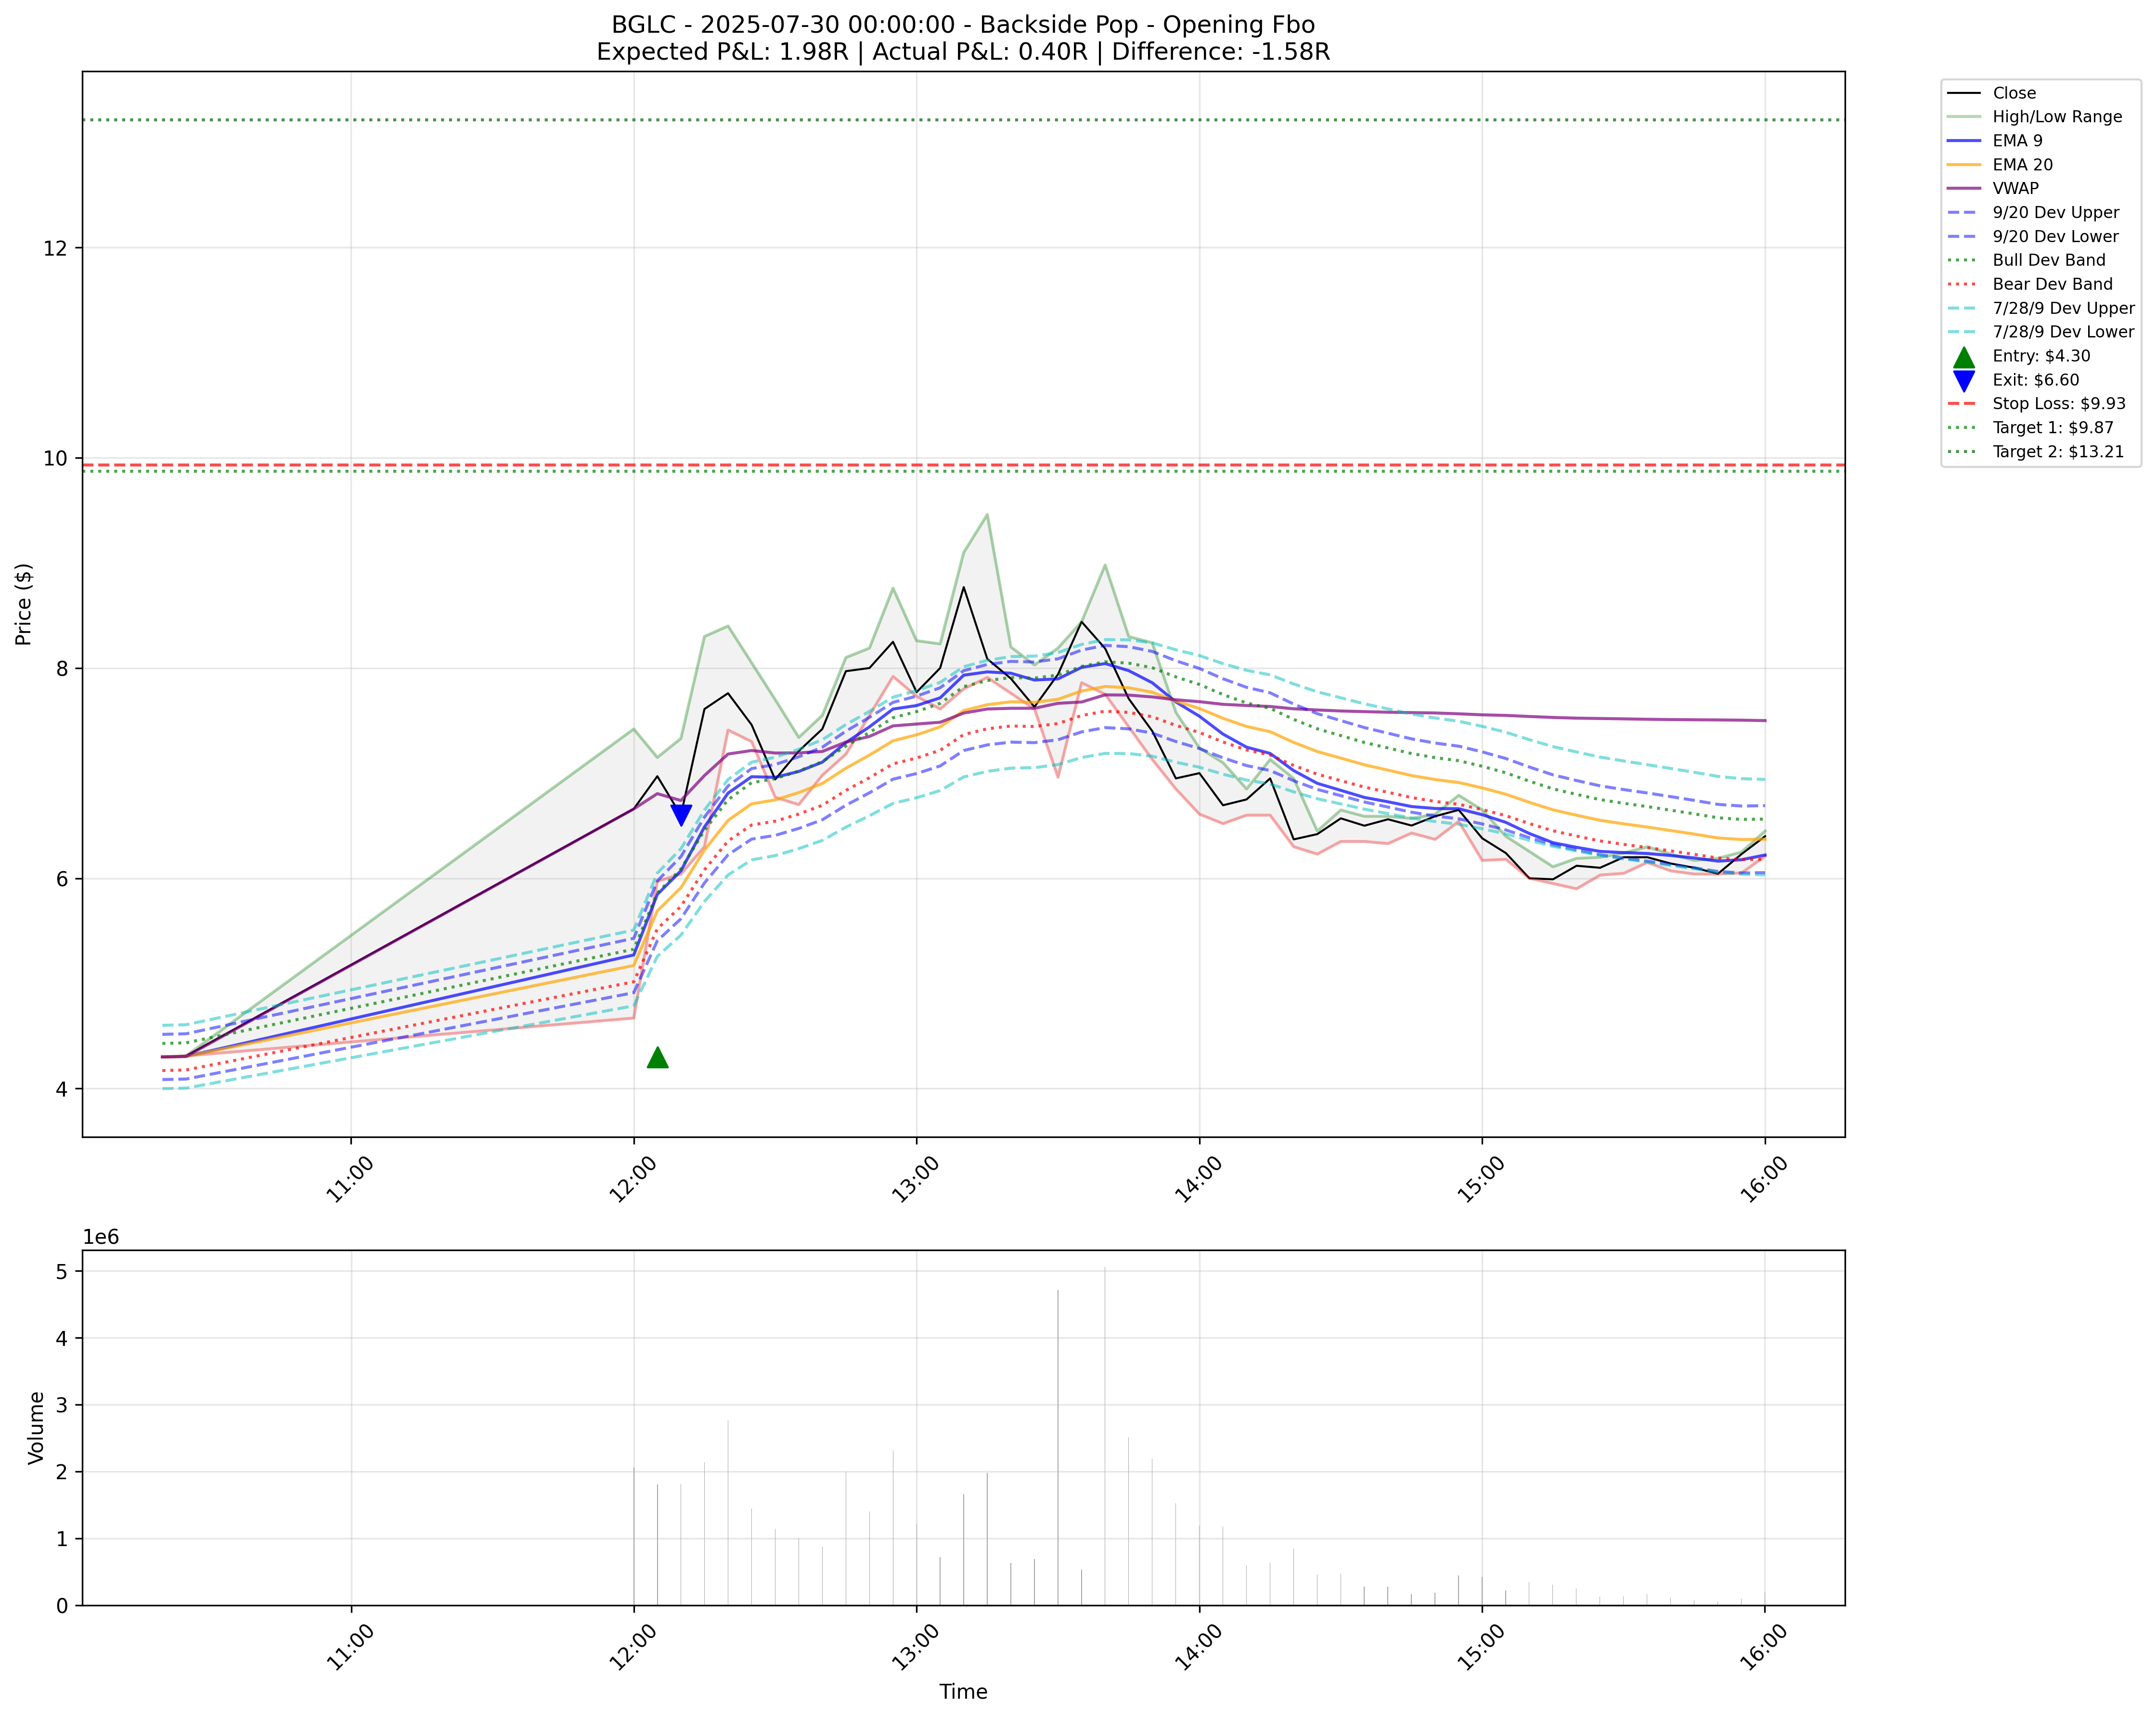 BGLC - 2025-07-30 00:00:00 - Backside Pop - Opening Fbo
Expected P&L: 1.98R | Actual P&L: 0.40R | Difference: -1.58R
Price ($)
12
10
8
6
4
11:00
12:00
13:00
14:00
15:00
16:00
Close
High/Low Range
EMA 9
EMA 20
VWAP
9/20 Dev Upper
9/20 Dev Lower
Bull Dev Band
Bear Dev Band
7/28/9 Dev Upper
7/28/9 Dev Lower
Entry: $4.30
Exit: $6.60
Stop Loss: $9.93
Target 1: $9.87
Target 2: $13.21
1e6
Volume
5
4
3
2
1
0
11:00
12:00
13:00
14:00
15:00
16:00
Time